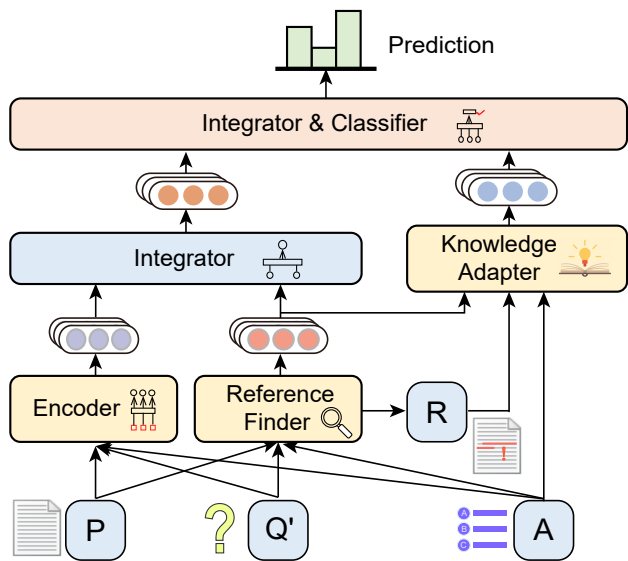 Prediction
Integrator & Classifier
Integrator
Knowledge
Adapter
Encoder
Reference
Finder
R
!
P
?
Q'
A
B
C
A